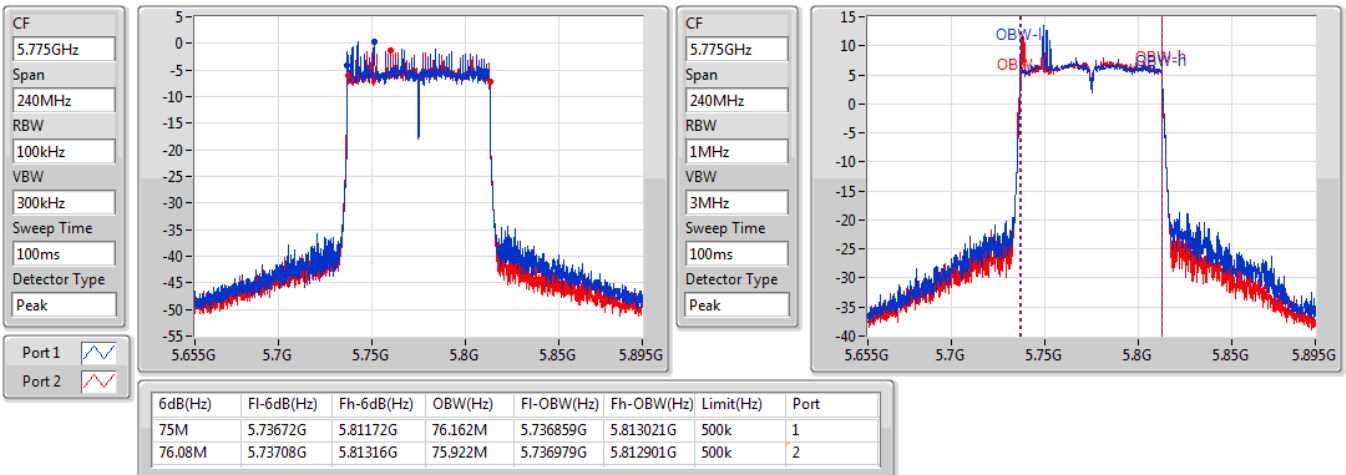 CF
5.775GHz
Span
240MHz
RBW
100kHz
VBW
300kHz
Sweep Time
100ms
Detector Type
Peak
5
0
-5
-10
-15
-20
-25
-30
-35
-40
-45
-50
-55
5.655G 5.7G 5.75G 5.8G 5.85G 5.895G
CF
5.775GHz
Span
240MHz
RBW
1MHz
VBW
3MHz
Sweep Time
100ms
Detector Type
Peak
15
10
5
0
-5
-10
-15
-20
-25
-30
-35
-40
OBW-l
OBW-h
5.655G 5.7G 5.75G 5.8G 5.85G 5.895G
Port 1
Port 2
6dB(Hz) Fl-6dB(Hz) Fh-6dB(Hz) OBW(Hz) Fl-OBW(Hz) Fh-OBW(Hz) Limit(Hz) Port
75M 5.73672G 5.81172G 76.162M 5.736859G 5.813021G 500k 1
76.08M 5.73708G 5.81316G 75.922M 5.736979G 5.812901G 500k 2